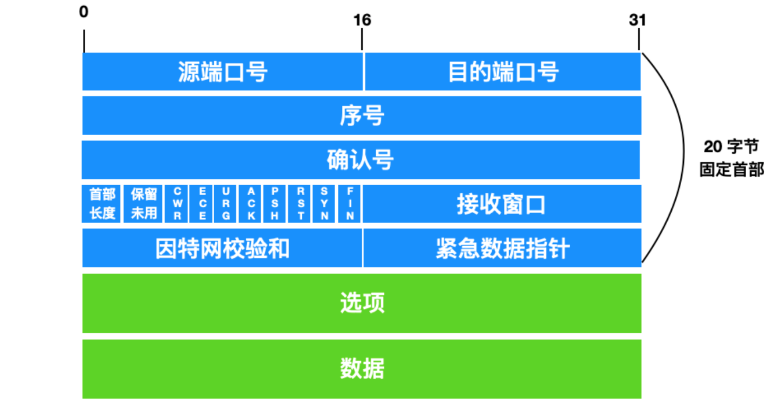 0 16 31
源端口号 目的端口号
序号
20 字节
确认号
固定首部
首部长度 保留未用 CWR ECE URG ACK PSH RST SYN FIN 接收窗口
因特网校验和 紧急数据指针
选项
数据